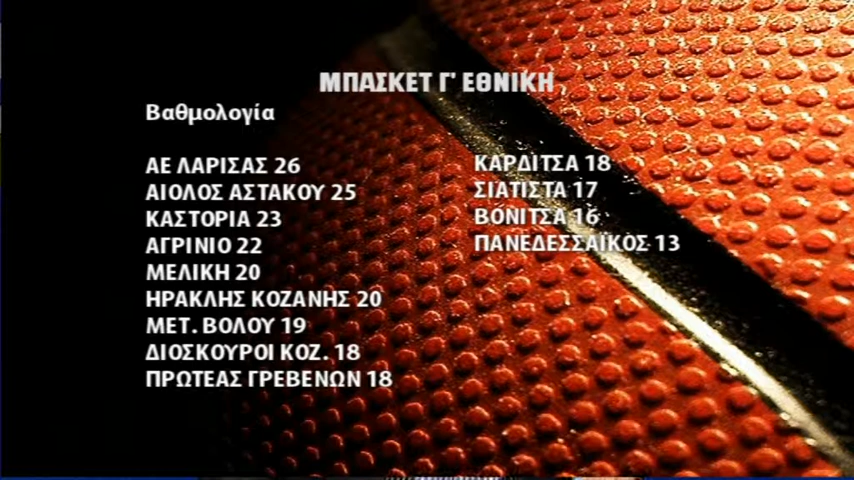 ΜΠΑΣΚΕΤ Γ' ΕΘΝΙΚΗ
Βαθμολογία
ΑΕ ΛΑΡΙΣΑΣ 26
ΑΙΟΛΟΣ ΑΣΤΑΚΟΥ 25
ΚΑΣΤΟΡΙΑ 23
ΑΓΡΙΝΙΟ 22
ΜΕΛΙΚΗ 20
ΗΡΑΚΛΗΣ ΚΟΖΑΝΗΣ 20
ΜΕΤ. ΒΟΛΟΥ 19
ΔΙΟΣΚΟΥΡΟΙ ΚΟΖ. 18
ΠΡΩΤΕΑΣ ΓΡΕΒΕΝΩΝ 18
ΚΑΡΔΙΤΣΑ 18
ΣΙΑΤΙΣΤΑ 17
ΒΟΝΙΤΣΑ 16
ΠΑΝΕΔΕΣΣΑΪΚΟΣ 13